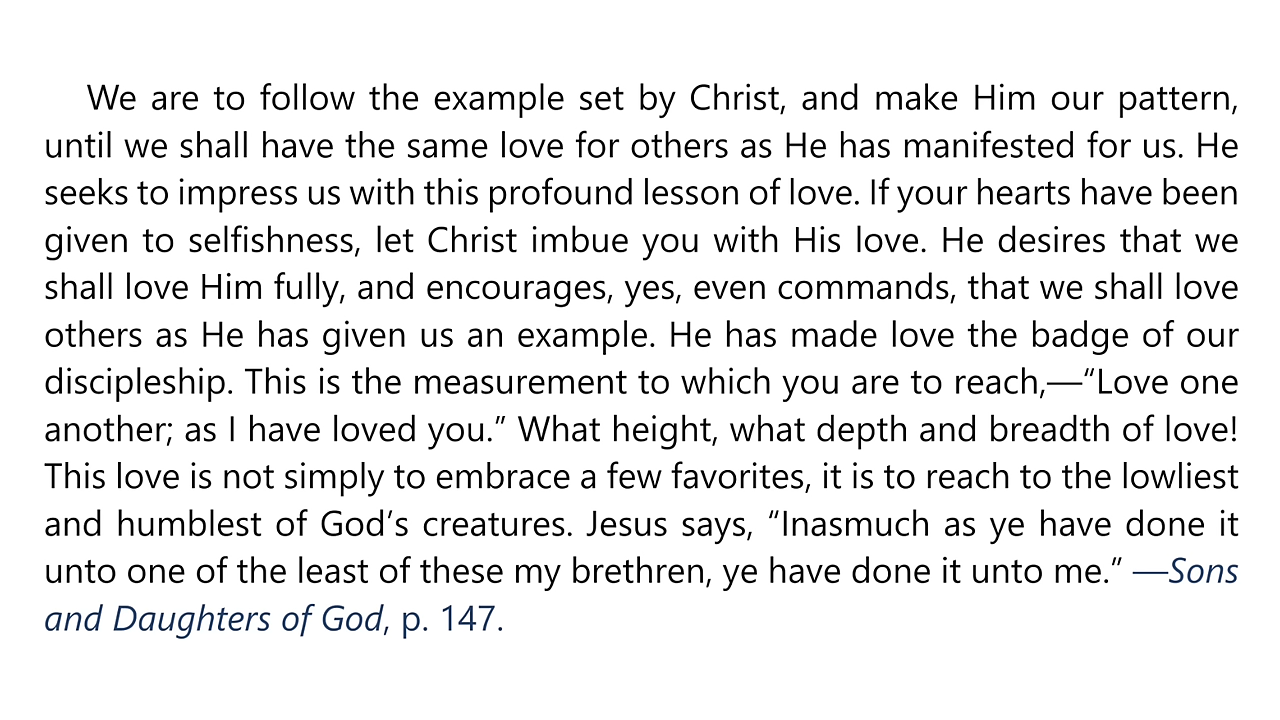 We are to follow the example set by Christ, and make Him our pattern,
until we shall have the same love for others as He has manifested for us. He
seeks to impress us with this profound lesson of love. If your hearts have been
given to selfishness, let Christ imbue you with His love. He desires that we
shall love Him fully, and encourages, yes, even commands, that we shall love
others as He has given us an example. He has made love the badge of our
discipleship. This is the measurement to which you are to reach,—“Love one
another; as I have loved you.” What height, what depth and breadth of love!
This love is not simply to embrace a few favorites, it is to reach to the lowliest
and humblest of God’s creatures. Jesus says, “Inasmuch as ye have done it
unto one of the least of these my brethren, ye have done it unto me.” —Sons
and Daughters of God, p. 147.